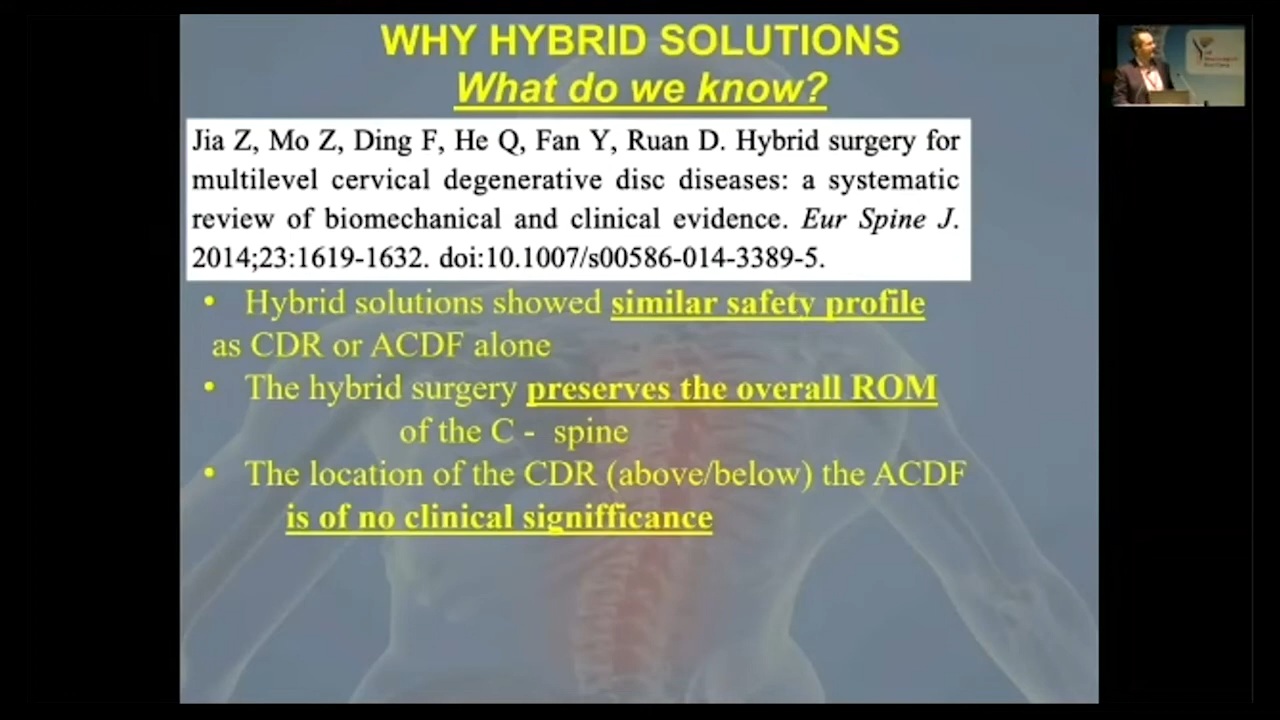 WHY HYBRID SOLUTIONS
What do we know?
Jia Z, Mo Z, Ding F, He Q, Fan Y, Ruan D. Hybrid surgery for
multilevel cervical degenerative disc diseases: a systematic
review of biomechanical and clinical evidence. Eur Spine J.
2014;23:1619-1632. doi:10.1007/s00586-014-3389-5.
• Hybrid solutions showed similar safety profile
as CDR or ACDF alone
• The hybrid surgery preserves the overall ROM
of the C - spine
• The location of the CDR (above/below) the ACDF
is of no clinical signifficance